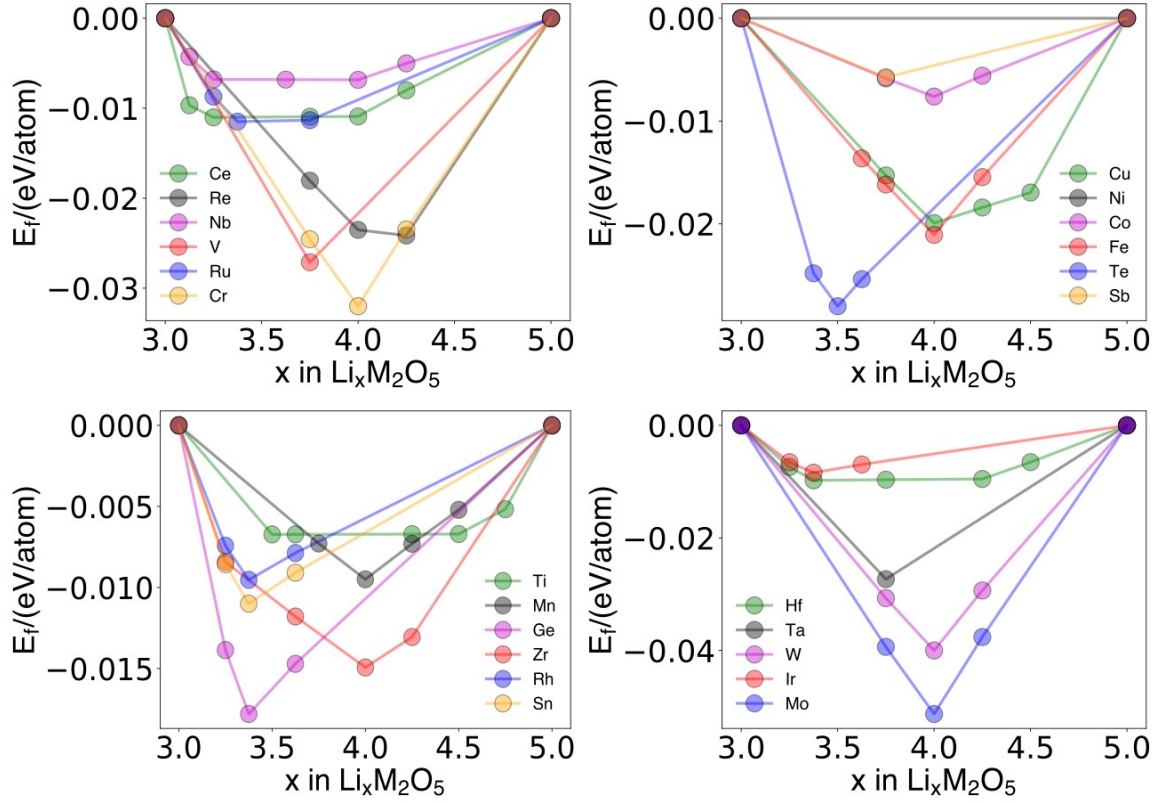 0.00
−0.01
−0.02
−0.03
E_f/(eV/atom)
Ce
Re
Nb
V
Ru
Cr
3.0 3.5 4.0 4.5 5.0
x in Li_xM_2O_5
0.00
−0.01
−0.02
E_f/(eV/atom)
Cu
Ni
Co
Fe
Te
Sb
3.0 3.5 4.0 4.5 5.0
x in Li_xM_2O_5
0.000
−0.005
−0.010
−0.015
E_f/(eV/atom)
Ti
Mn
Ge
Zr
Rh
Sn
3.0 3.5 4.0 4.5 5.0
x in Li_xM_2O_5
0.00
−0.02
−0.04
E_f/(eV/atom)
Hf
Ta
W
Ir
Mo
3.0 3.5 4.0 4.5 5.0
x in Li_xM_2O_5